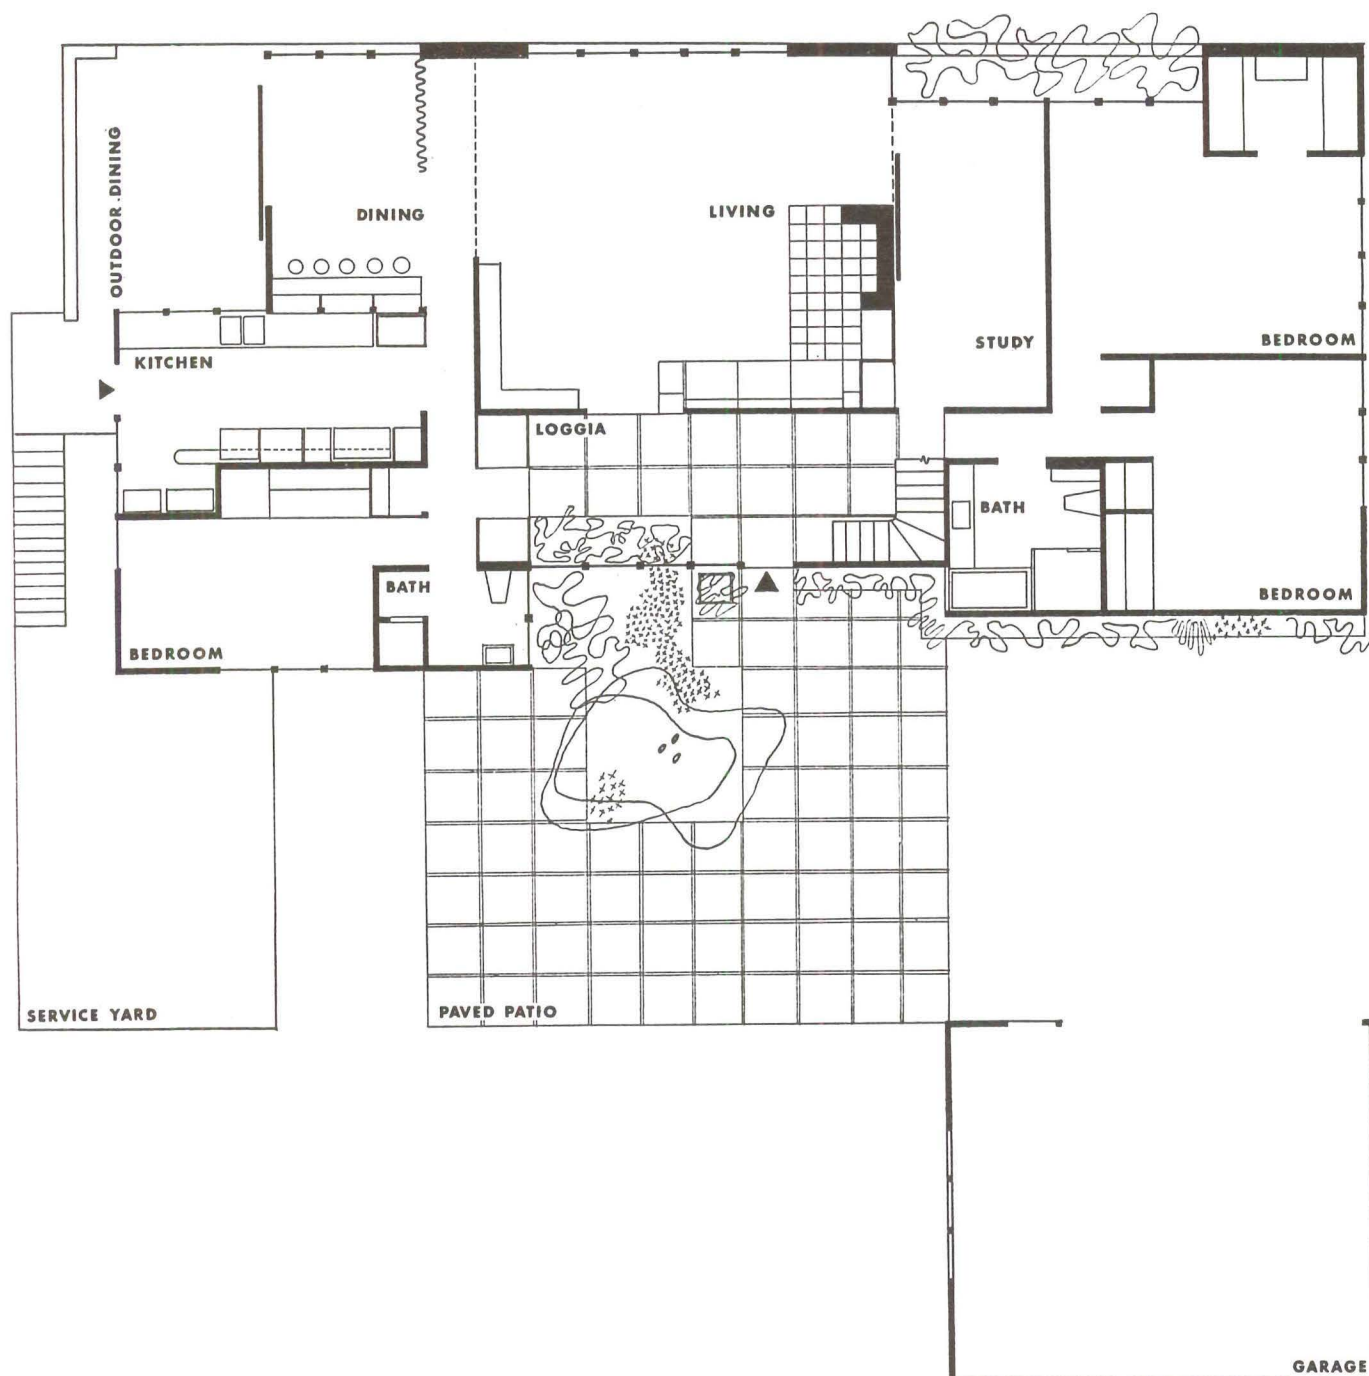 OUTDOOR DINING
DINING
LIVING
KITCHEN
STUDY
BEDROOM
LOGGIA
BATH
BATH
BEDROOM
BEDROOM
SERVICE YARD
PAVED PATIO
GARAGE